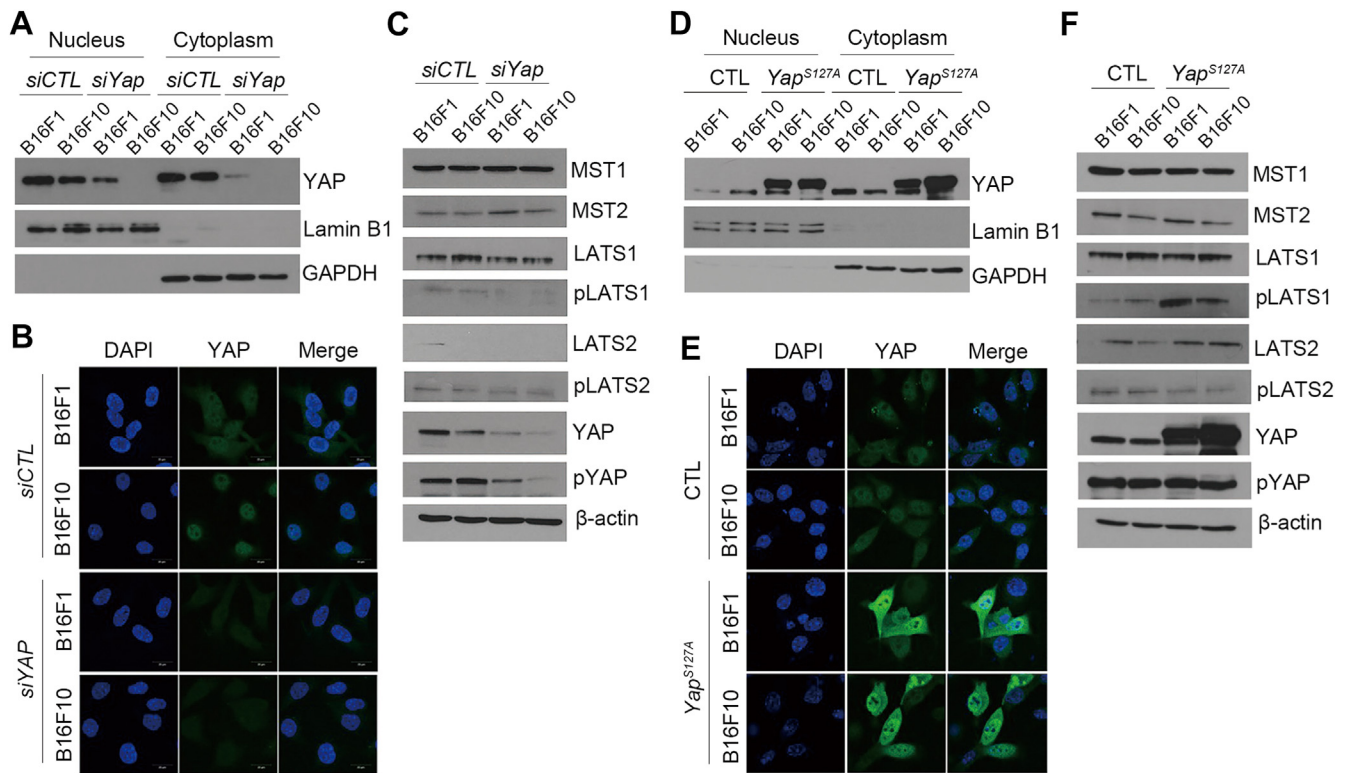 A
Nucleus Cytoplasm
siCTL siYap siCTL siYap
B16F1 B16F10 B16F1 B16F10 B16F1 B16F10 B16F1 B16F10
YAP
Lamin B1
GAPDH
B
DAPI YAP Merge
siCTL
B16F1
B16F10
siYAP
B16F1
B16F10
C
siCTL siYap
B16F1 B16F10 B16F1 B16F10
MST1
MST2
LATS1
pLATS1
LATS2
pLATS2
YAP
pYAP
β-actin
D
Nucleus Cytoplasm
CTL YapS127A CTL YapS127A
B16F1 B16F10 B16F1 B16F10 B16F1 B16F10 B16F1 B16F10
YAP
Lamin B1
GAPDH
E
DAPI YAP Merge
CTL
B16F1
B16F10
YapS127A
B16F1
B16F10
F
CTL YapS127A
B16F1 B16F10 B16F1 B16F10
MST1
MST2
LATS1
pLATS1
LATS2
pLATS2
YAP
pYAP
β-actin